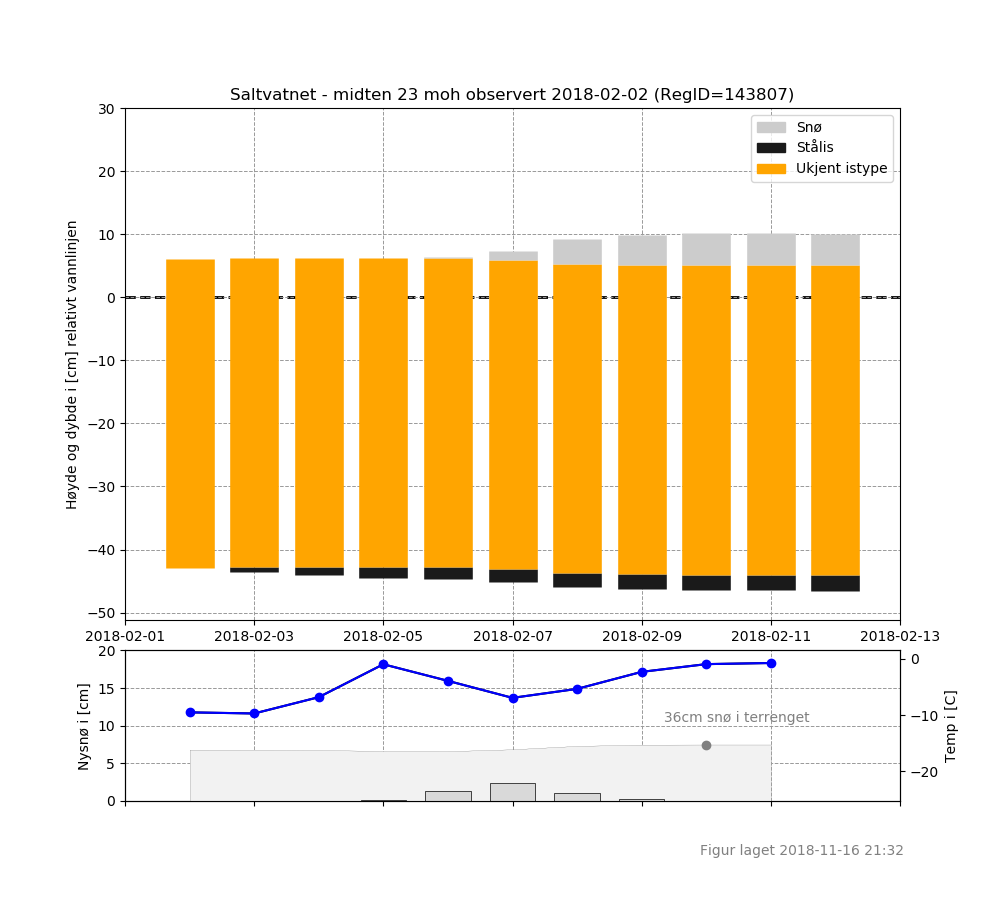 Saltvatnet - midten 23 moh observert 2018-02-02 (RegID=143807)
30
20
10
0
−10
−20
−30
−40
−50
Høyde og dybde i [cm] relativt vannlinjen
Snø
Stålis
Ukjent istype
2018-02-01 2018-02-03 2018-02-05 2018-02-07 2018-02-09 2018-02-11 2018-02-13
20
15
10
5
0
Nysnø i [cm]
36cm snø i terrenget
0
−10
−20
Temp i [C]
Figur laget 2018-11-16 21:32